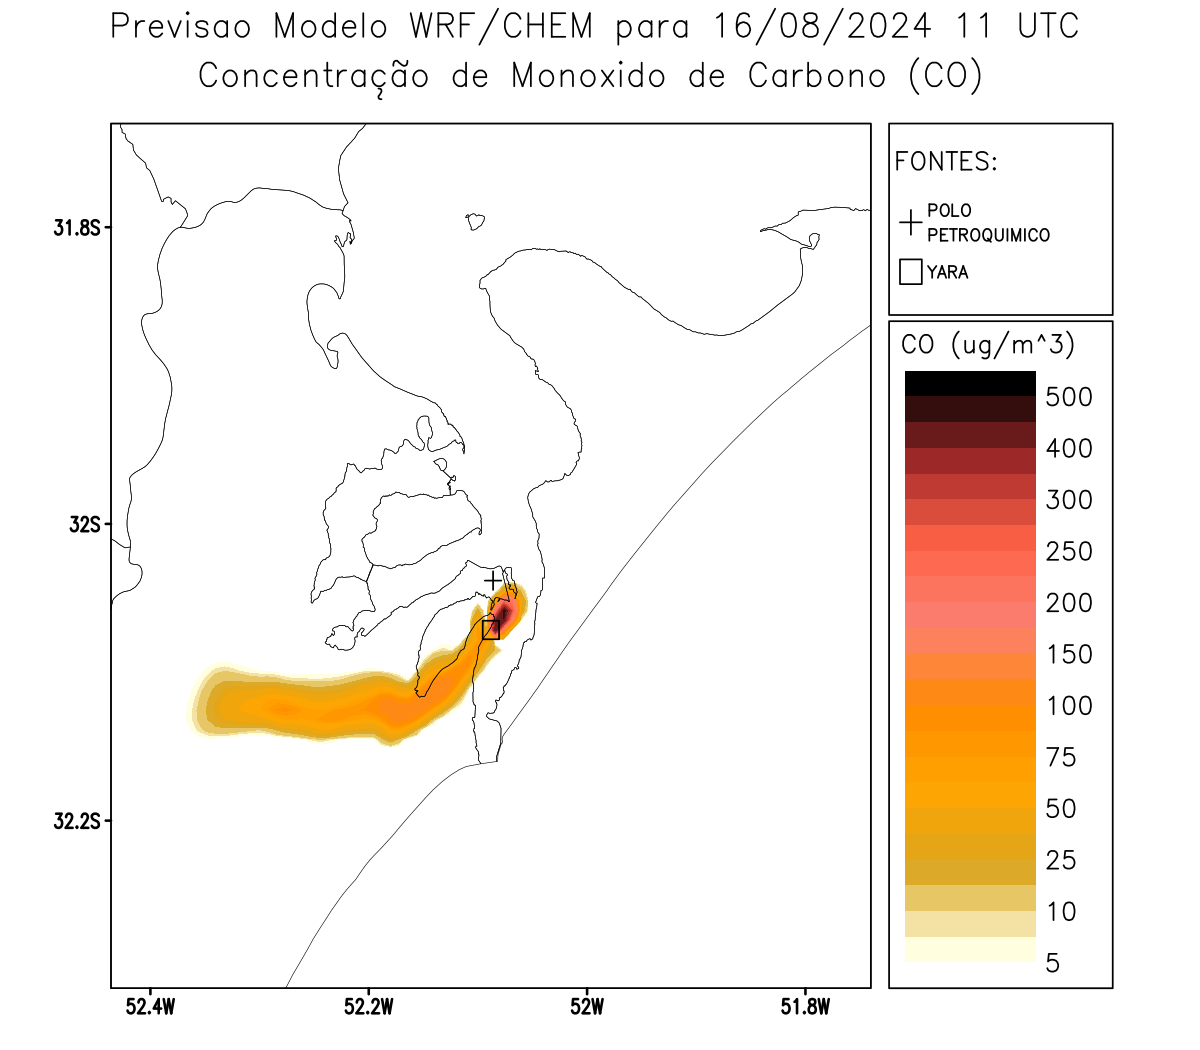 Previsao Modelo WRF/CHEM para 16/08/2024 11 UTC
Concentração de Monoxido de Carbono (CO)
FONTES:
POLO
PETROQUIMICO
YARA
CO (ug/m^3)
500
400
300
250
200
150
100
75
50
25
10
5
31.8S
32S
32.2S
52.4W
52.2W
52W
51.8W